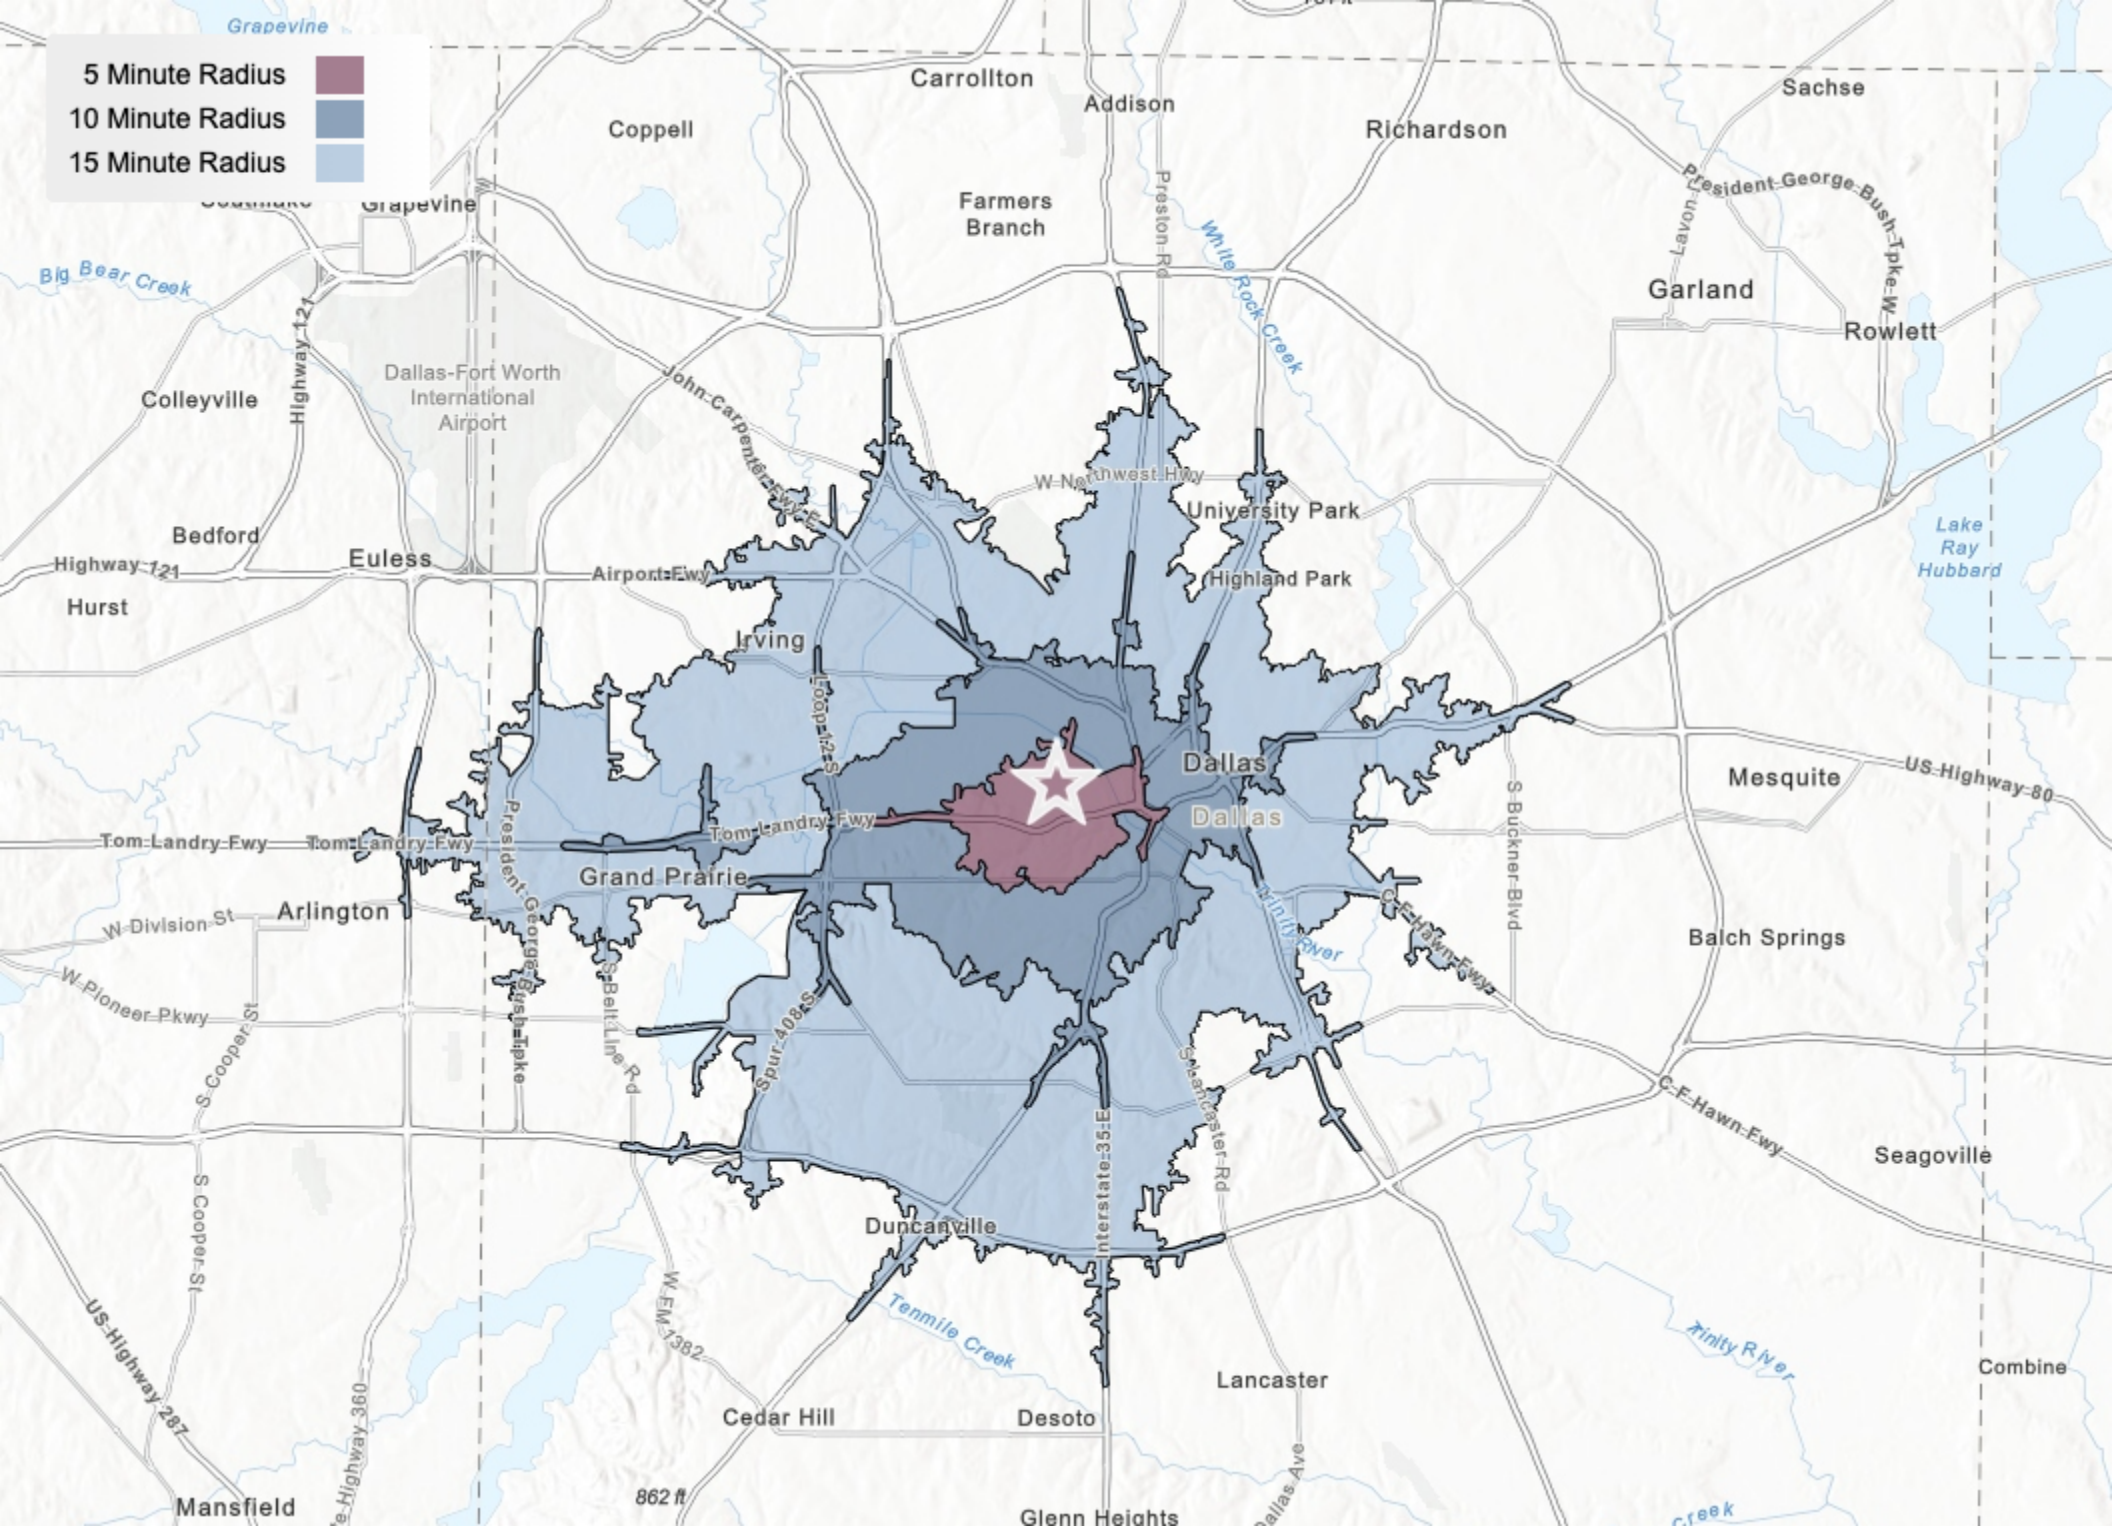 Grapevine
5 Minute Radius
10 Minute Radius
15 Minute Radius
Carrollton
Addison
Sachse
Coppell
Richardson
Southlake
Grapevine
Farmers
Branch
Preston Rd
White Rock Creek
President George Bush Tpke W
Lavon
Big Bear Creek
Highway 121
Garland
Rowlett
Dallas-Fort Worth
International
Airport
Colleyville
John Carpenter Fwy E
W Northwest Hwy
University Park
Bedford
Highway 121
Euless
Airport Fwy
Highland Park
Lake
Ray
Hubbard
Hurst
Irving
Loop 12 S
Dallas
Dallas
Mesquite
US Highway 80
Tom Landry Fwy
Tom Landry Fwy
Tom Landry Fwy
President George Bush Tpke
Grand Prairie
S Buckner Blvd
Arlington
W Division St
C F Hawn Fwy
Trinity River
Balch Springs
W Pioneer Pkwy
S Belt Line Rd
Spur 408 S
S Cooper St
S Lancaster Rd
Interstate 35 E
C F Hawn Fwy
Seagoville
S Cooper St
Duncanville
Tenmile Creek
W FM 1382
US Highway 287
Trinity River
Combine
Lancaster
Cedar Hill
Desoto
e Highway 360
Dallas Ave
862 ft
Mansfield
Glenn Heights
Creek